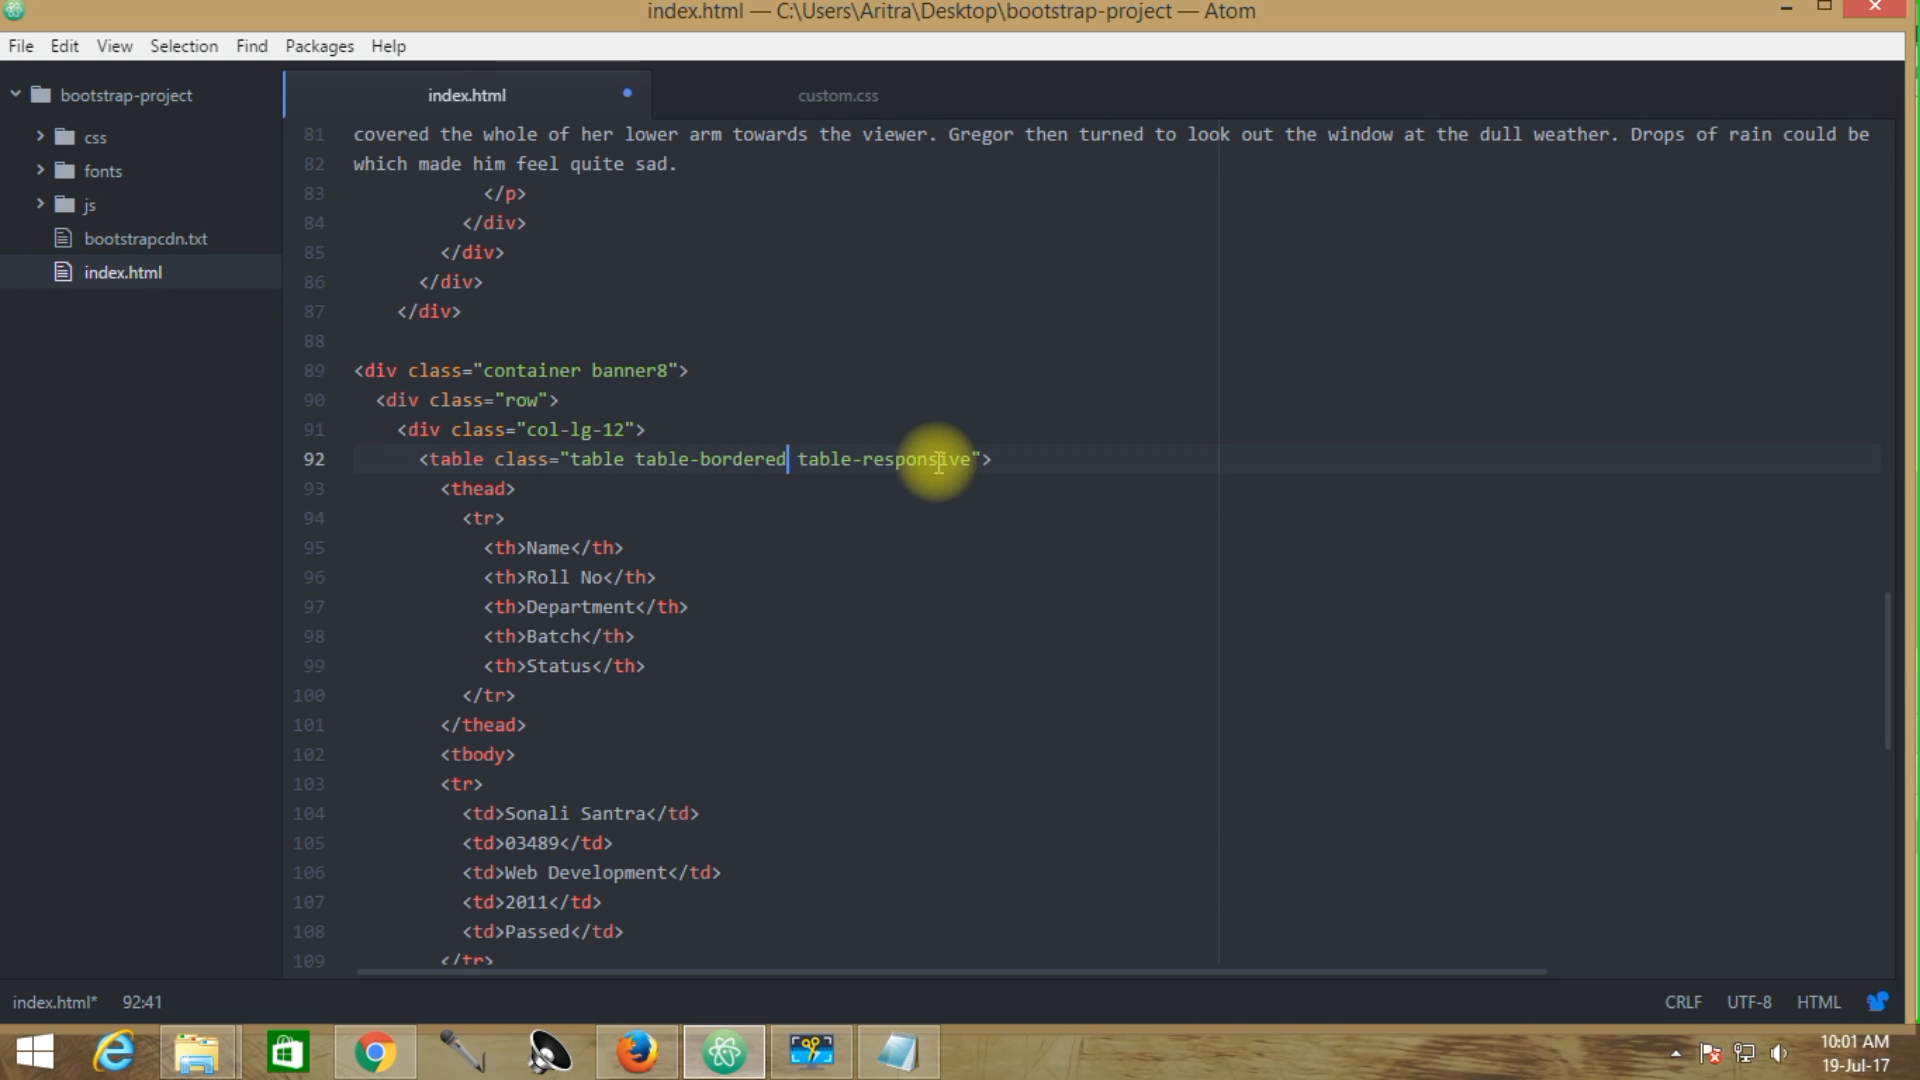 index.html — C:\Users\Aritra\Desktop\bootstrap-project — Atom
File Edit View Selection Find Packages Help
bootstrap-project
css
fonts
js
bootstrapcdn.txt
index.html
index.html custom.css
81 covered the whole of her lower arm towards the viewer. Gregor then turned to look out the window at the dull weather. Drops of rain could be
82 which made him feel quite sad.
83 </p>
84 </div>
85 </div>
86 </div>
87 </div>
88
89 <div class="container banner8">
90 <div class="row">
91 <div class="col-lg-12">
92 <table class="table table-bordered table-responsive">
93 <thead>
94 <tr>
95 <th>Name</th>
96 <th>Roll No</th>
97 <th>Department</th>
98 <th>Batch</th>
99 <th>Status</th>
100 </tr>
101 </thead>
102 <tbody>
103 <tr>
104 <td>Sonali Santra</td>
105 <td>03489</td>
106 <td>Web Development</td>
107 <td>2011</td>
108 <td>Passed</td>
109 </tr>
index.html* 92:41 CRLF UTF-8 HTML
10:01 AM
19-Jul-17